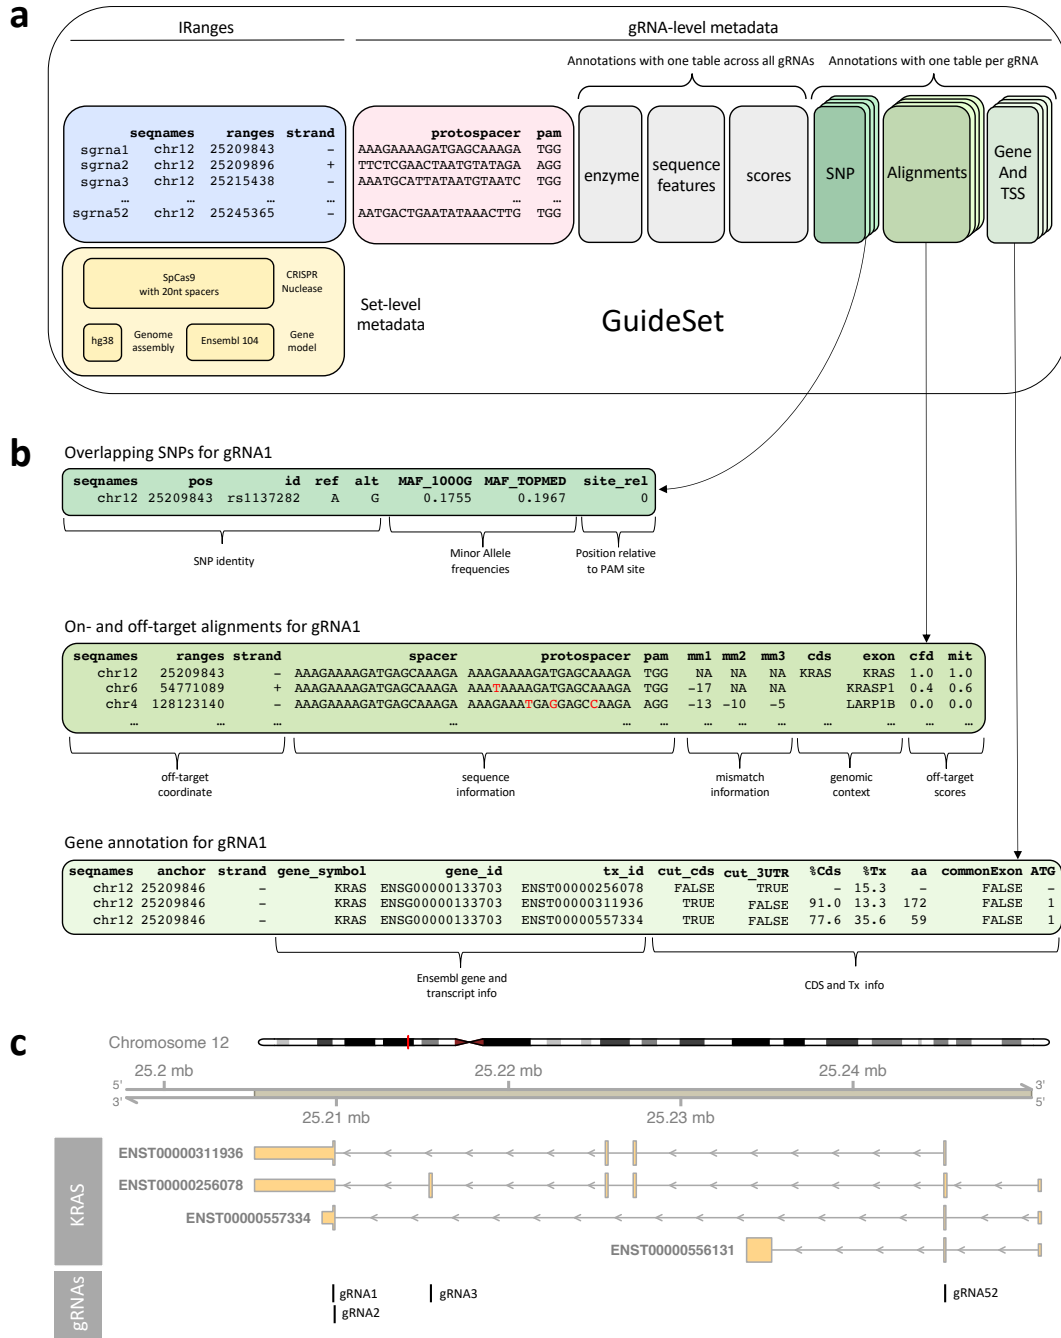 a
IRanges
gRNA-level metadata
Annotations with one table across all gRNAs
Annotations with one table per gRNA
seqnames ranges strand
sgrna1 chr12 25209843 -
sgrna2 chr12 25209896 +
sgrna3 chr12 25215438 -
… … … …
sgrna52 chr12 25245365 -
protospacer pam
AAAGAAAAGATGAGCAAAGA TGG
TTCTCGAACTAATGTATAGA AGG
AAATGCATTATAATGTAATC TGG
… …
AATGACTGAATATAAACTTG TGG
enzyme
sequence
features
scores
SNP
Alignments
Gene
And
TSS
SpCas9
with 20nt spacers
CRISPR
Nuclease
hg38
Genome
assembly
Ensembl 104
Gene
model
Set-level
metadata
GuideSet
b
Overlapping SNPs for gRNA1
seqnames pos id ref alt MAF_1000G MAF_TOPMED site_rel
chr12 25209843 rs1137282 A G 0.1755 0.1967 0
SNP identity
Minor Allele
frequencies
Position relative
to PAM site
On- and off-target alignments for gRNA1
seqnames ranges strand spacer protospacer pam mm1 mm2 mm3 cds exon cfd mit
chr12 25209843 - AAAGAAAAGATGAGCAAAGA AAAGAAAAGATGAGCAAAGA TGG NA NA NA KRAS KRAS 1.0 1.0
chr6 54771089 + AAAGAAAAGATGAGCAAAGA AAATAAAAGATGAGCAAAGA TGG -17 NA NA KRASP1 0.4 0.6
chr4 128123140 - AAAGAAAAGATGAGCAAAGA AAAGAAATGAGGAGCCAAGA AGG -13 -10 -5 LARP1B 0.0 0.0
… … … … … … … … … … …
off-target
coordinate
sequence
information
mismatch
information
genomic
context
off-target
scores
Gene annotation for gRNA1
seqnames anchor strand gene_symbol gene_id tx_id cut_cds cut_3UTR %Cds %Tx aa commonExon ATG
chr12 25209846 - KRAS ENSG00000133703 ENST00000256078 FALSE TRUE - 15.3 - FALSE -
chr12 25209846 - KRAS ENSG00000133703 ENST00000311936 TRUE FALSE 91.0 13.3 172 FALSE 1
chr12 25209846 - KRAS ENSG00000133703 ENST00000557334 TRUE FALSE 77.6 35.6 59 FALSE 1
Ensembl gene and
transcript info
CDS and Tx info
c
Chromosome 12
25.2 mb 25.22 mb 25.24 mb
5' 3'
3' 5'
25.21 mb 25.23 mb
KRAS
ENST00000311936
ENST00000256078
ENST00000557334
ENST00000556131
gRNAs
gRNA1 gRNA3 gRNA52
gRNA2